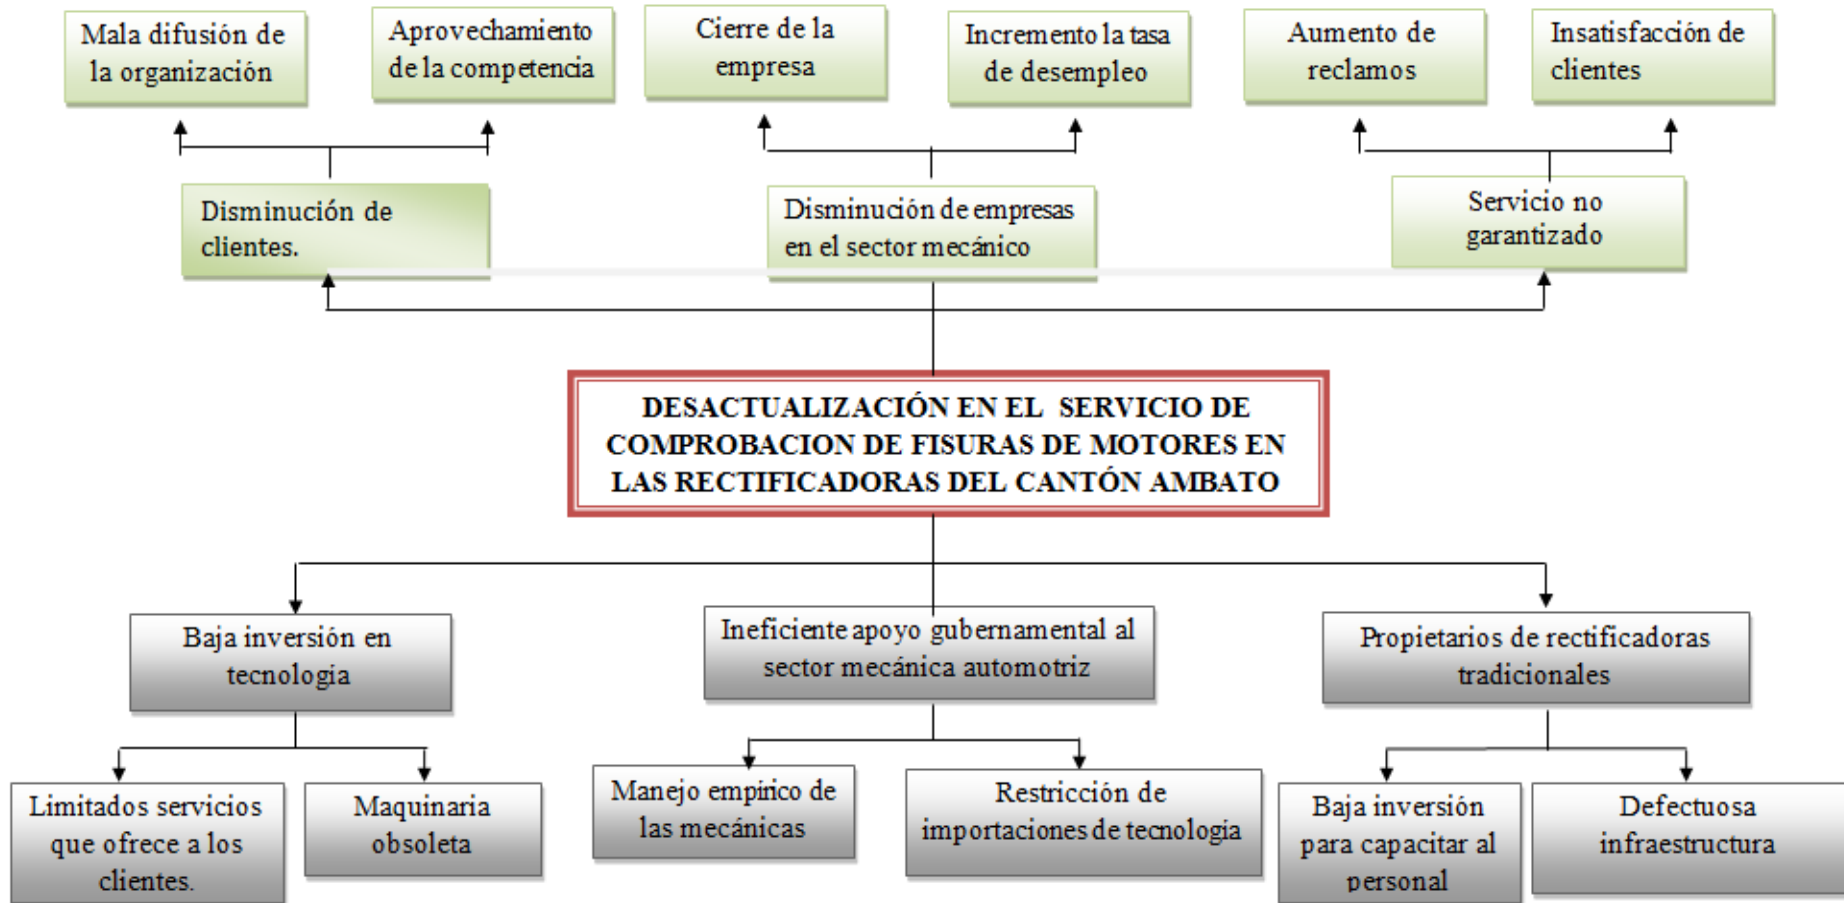 Mala difusión de
la organización
Aprovechamiento
de la competencia
Cierre de la
empresa
Incremento la tasa
de desempleo
Aumento de
reclamos
Insatisfacción de
clientes
Disminución de
clientes.
Disminución de empresas
en el sector mecánico
Servicio no
garantizado
DESACTUALIZACIÓN EN EL SERVICIO DE
COMPROBACION DE FISURAS DE MOTORES EN
LAS RECTIFICADORAS DEL CANTÓN AMBATO
Baja inversión en
tecnología
Ineficiente apoyo gubernamental al
sector mecánica automotriz
Propietarios de rectificadoras
tradicionales
Limitados servicios
que ofrece a los
clientes.
Maquinaria
obsoleta
Manejo empírico de
las mecánicas
Restricción de
importaciones de tecnología
Baja inversión
para capacitar al
personal
Defectuosa
infraestructura